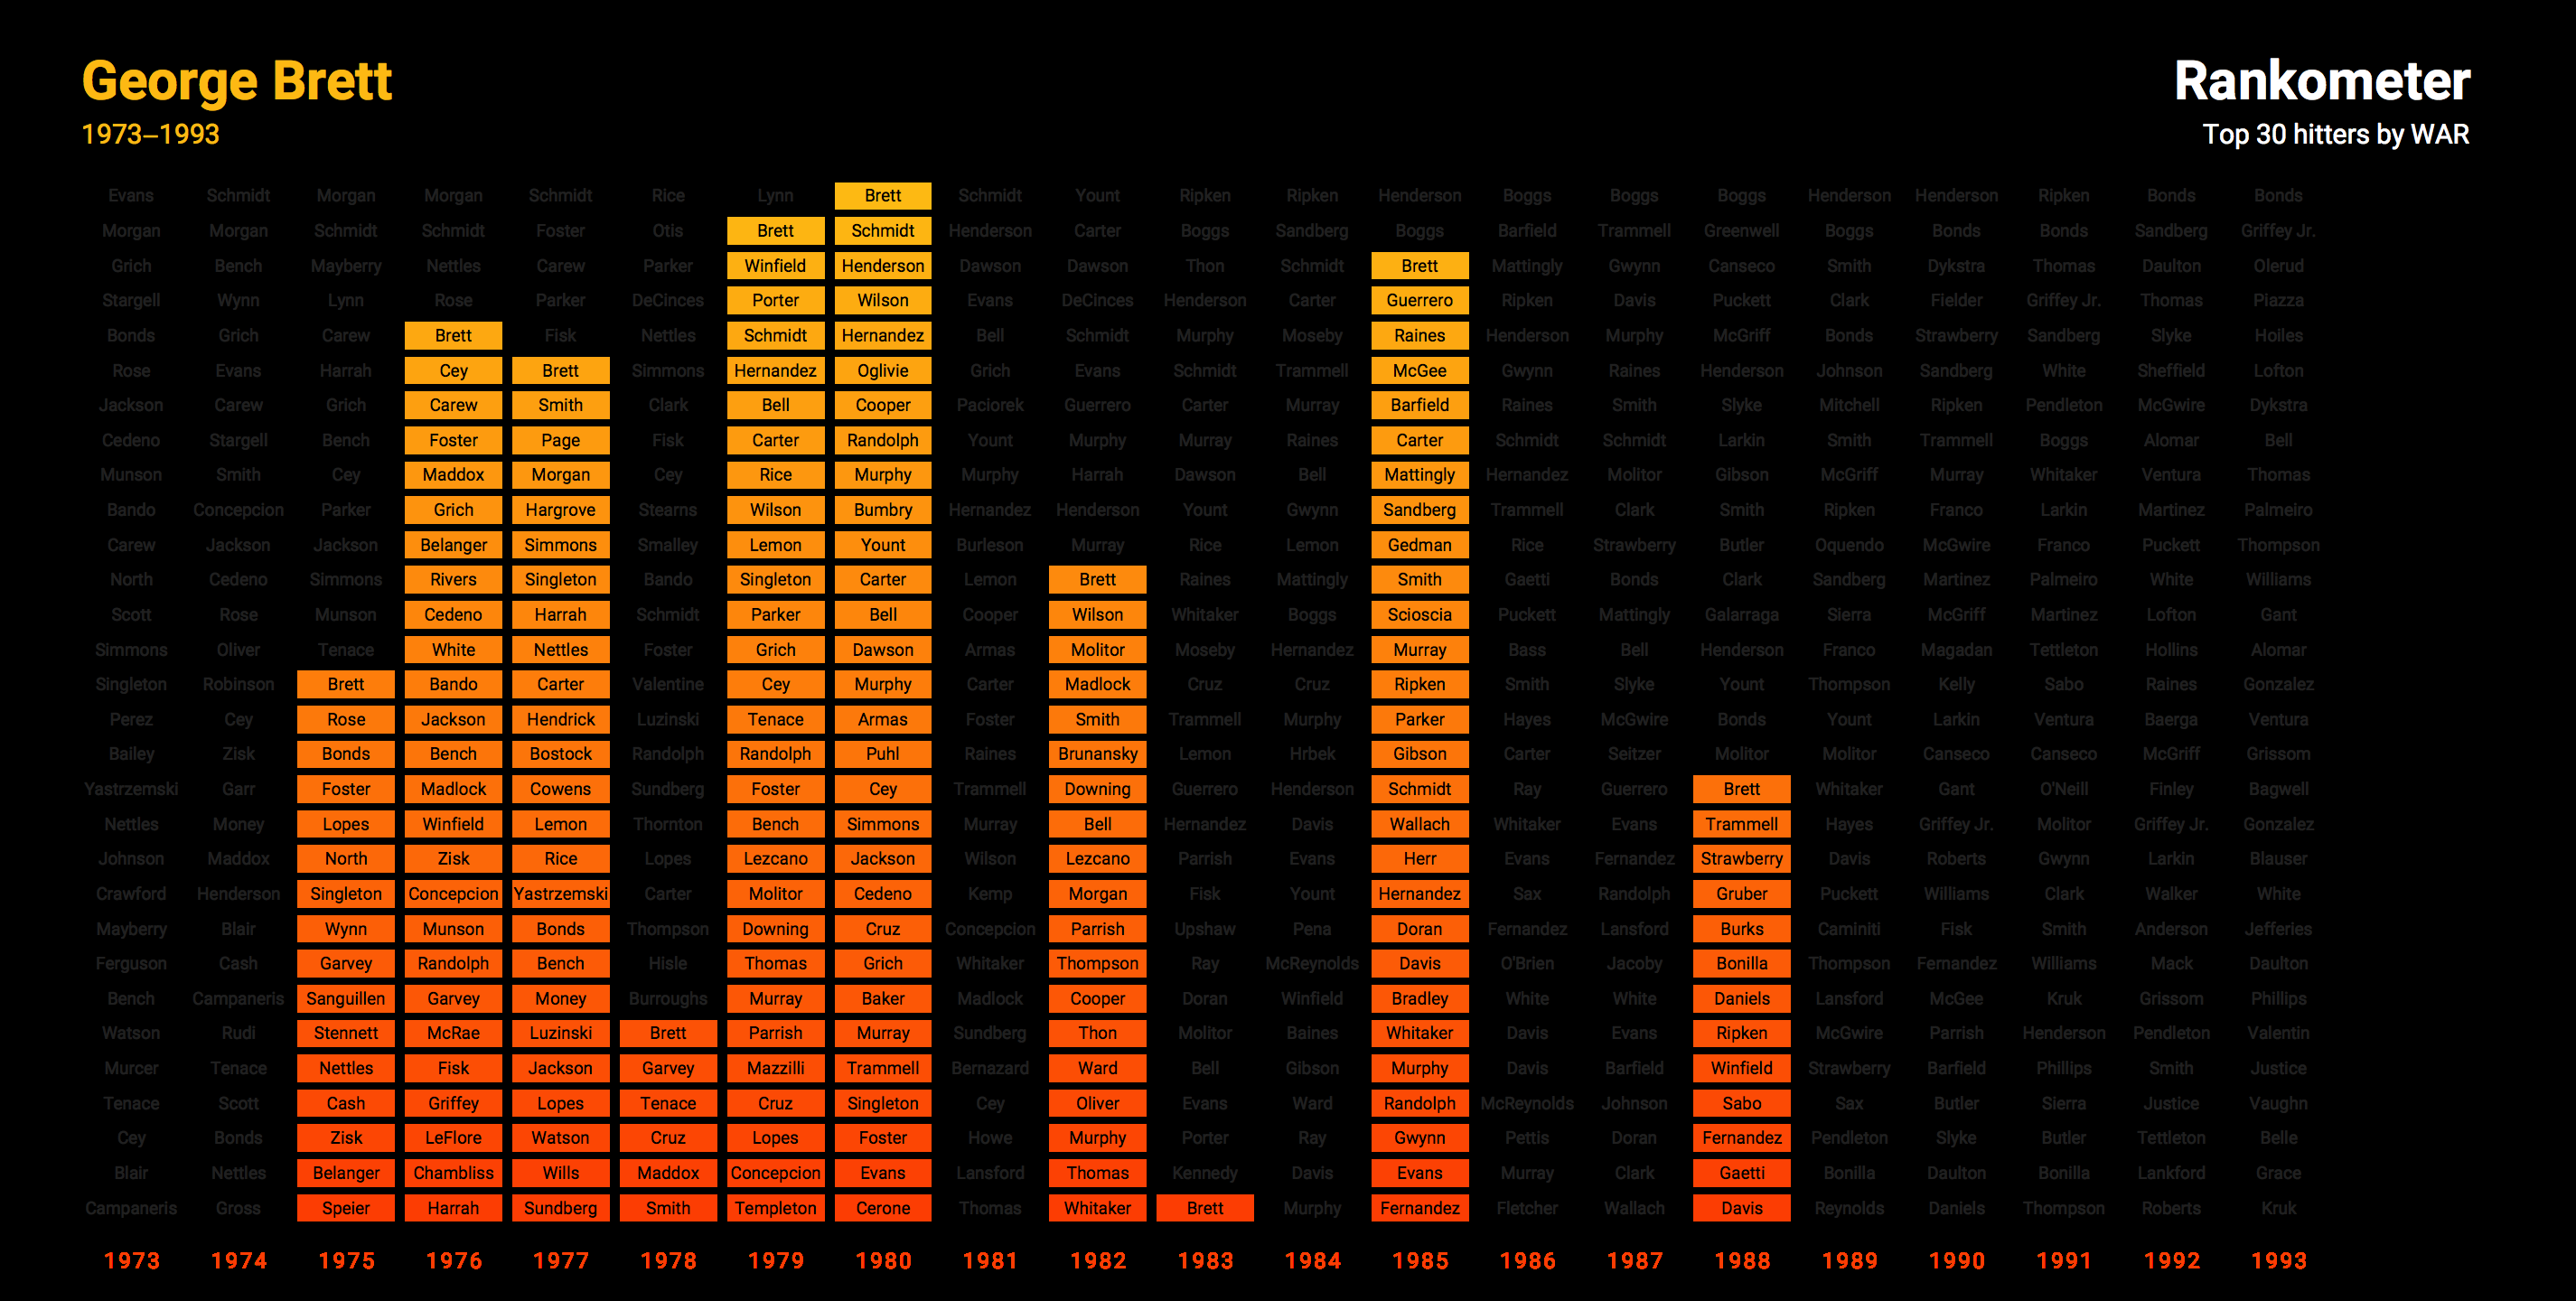 George Brett
1973–1993
Rankometer
Top 30 hitters by WAR
Evans Schmidt Morgan Morgan Schmidt Rice Lynn Brett Schmidt Yount Ripken Ripken Henderson Boggs Boggs Boggs Henderson Henderson Ripken Bonds Bonds
Morgan Morgan Schmidt Schmidt Foster Otis Brett Schmidt Henderson Carter Boggs Sandberg Boggs Barfield Trammell Greenwell Boggs Bonds Bonds Sandberg Griffey Jr.
Grich Bench Mayberry Nettles Carew Parker Winfield Henderson Dawson Dawson Thon Schmidt Brett Mattingly Gwynn Canseco Smith Dykstra Thomas Daulton Olerud
Stargell Wynn Lynn Rose Parker DeCinces Porter Wilson Evans DeCinces Henderson Carter Guerrero Ripken Davis Puckett Clark Fielder Griffey Jr. Thomas Piazza
Bonds Grich Carew Brett Fisk Nettles Schmidt Hernandez Bell Schmidt Murphy Moseby Raines Henderson Murphy McGriff Bonds Strawberry Sandberg Slyke Hoiles
Rose Evans Harrah Cey Brett Simmons Hernandez Oglivie Grich Evans Schmidt Trammell McGee Gwynn Raines Henderson Johnson Sandberg White Sheffield Lofton
Jackson Carew Grich Carew Smith Clark Bell Cooper Paciorek Guerrero Carter Murray Barfield Raines Smith Slyke Mitchell Ripken Pendleton McGwire Dykstra
Cedeno Stargell Bench Foster Page Fisk Carter Randolph Yount Murphy Murray Raines Carter Schmidt Schmidt Larkin Smith Trammell Boggs Alomar Bell
Munson Smith Cey Maddox Morgan Cey Rice Murphy Murphy Harrah Dawson Bell Mattingly Hernandez Molitor Gibson McGriff Murray Whitaker Ventura Thomas
Bando Concepcion Parker Grich Hargrove Stearns Wilson Bumbry Hernandez Henderson Yount Gwynn Sandberg Trammell Clark Smith Ripken Franco Larkin Martinez Palmeiro
Carew Jackson Jackson Belanger Simmons Smalley Lemon Yount Burleson Murray Rice Lemon Gedman Rice Strawberry Butler Oquendo McGwire Franco Puckett Thompson
North Cedeno Simmons Rivers Singleton Bando Singleton Carter Lemon Brett Raines Mattingly Smith Gaetti Bonds Clark Sandberg Martinez Palmeiro White Williams
Scott Rose Munson Cedeno Harrah Schmidt Parker Bell Cooper Wilson Whitaker Boggs Scioscia Puckett Mattingly Galarraga Sierra McGriff Martinez Lofton Gant
Simmons Oliver Tenace White Nettles Foster Grich Dawson Armas Molitor Moseby Hernandez Murray Bass Bell Henderson Franco Magadan Tettleton Hollins Alomar
Singleton Robinson Brett Bando Carter Valentine Cey Murphy Carter Madlock Cruz Cruz Ripken Smith Slyke Yount Thompson Kelly Sabo Raines Gonzalez
Perez Cey Rose Jackson Hendrick Luzinski Tenace Armas Foster Smith Trammell Murphy Parker Hayes McGwire Bonds Yount Larkin Ventura Baerga Ventura
Bailey Zisk Bonds Bench Bostock Randolph Randolph Puhl Raines Brunansky Lemon Hrbek Gibson Carter Seitzer Molitor Molitor Canseco Canseco McGriff Grissom
Yastrzemski Garr Foster Madlock Cowens Sundberg Foster Cey Trammell Downing Guerrero Henderson Schmidt Ray Guerrero Brett Whitaker Gant O'Neill Finley Bagwell
Nettles Money Lopes Winfield Lemon Thornton Bench Simmons Murray Bell Hernandez Davis Wallach Whitaker Evans Trammell Hayes Griffey Jr. Molitor Griffey Jr. Gonzalez
Johnson Maddox North Zisk Rice Lopes Lezcano Jackson Wilson Lezcano Parrish Evans Herr Evans Fernandez Strawberry Davis Roberts Gwynn Larkin Blauser
Crawford Henderson Singleton Concepcion Yastrzemski Carter Molitor Cedeno Kemp Morgan Fisk Yount Hernandez Sax Randolph Gruber Puckett Williams Clark Walker White
Mayberry Blair Wynn Munson Bonds Thompson Downing Cruz Concepcion Parrish Upshaw Pena Doran Fernandez Lansford Burks Caminiti Fisk Smith Anderson Jefferies
Ferguson Cash Garvey Randolph Bench Hisle Thomas Grich Whitaker Thompson Ray McReynolds Davis O'Brien Jacoby Bonilla Thompson Fernandez Williams Mack Daulton
Bench Campaneris Sanguillen Garvey Money Burroughs Murray Baker Madlock Cooper Doran Winfield Bradley White White Daniels Lansford McGee Kruk Grissom Phillips
Watson Rudi Stennett McRae Luzinski Brett Parrish Murray Sundberg Thon Molitor Baines Whitaker Davis Evans Ripken McGwire Parrish Henderson Pendleton Valentin
Murcer Tenace Nettles Fisk Jackson Garvey Mazzilli Trammell Bernazard Ward Bell Gibson Murphy Davis Barfield Winfield Strawberry Barfield Phillips Smith Justice
Tenace Scott Cash Griffey Lopes Tenace Cruz Singleton Cey Oliver Evans Ward Randolph McReynolds Johnson Sabo Sax Butler Sierra Justice Vaughn
Cey Bonds Zisk LeFlore Watson Cruz Lopes Foster Howe Murphy Porter Ray Gwynn Pettis Doran Fernandez Pendleton Slyke Butler Tettleton Belle
Blair Nettles Belanger Chambliss Wills Maddox Concepcion Evans Lansford Thomas Kennedy Davis Evans Murray Clark Gaetti Bonilla Daulton Bonilla Lankford Grace
Campaneris Gross Speier Harrah Sundberg Smith Templeton Cerone Thomas Whitaker Brett Murphy Fernandez Fletcher Wallach Davis Reynolds Daniels Thompson Roberts Kruk
1973 1974 1975 1976 1977 1978 1979 1980 1981 1982 1983 1984 1985 1986 1987 1988 1989 1990 1991 1992 1993